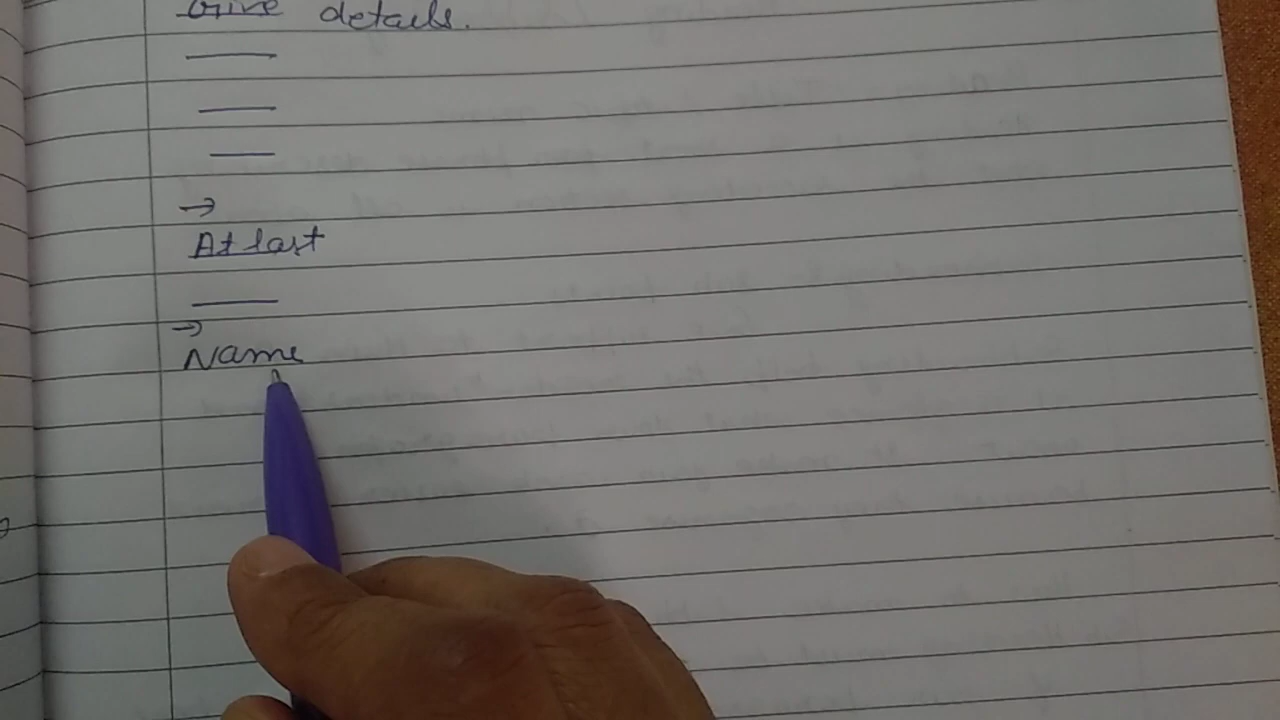 Give details.
→
At last
→
Name